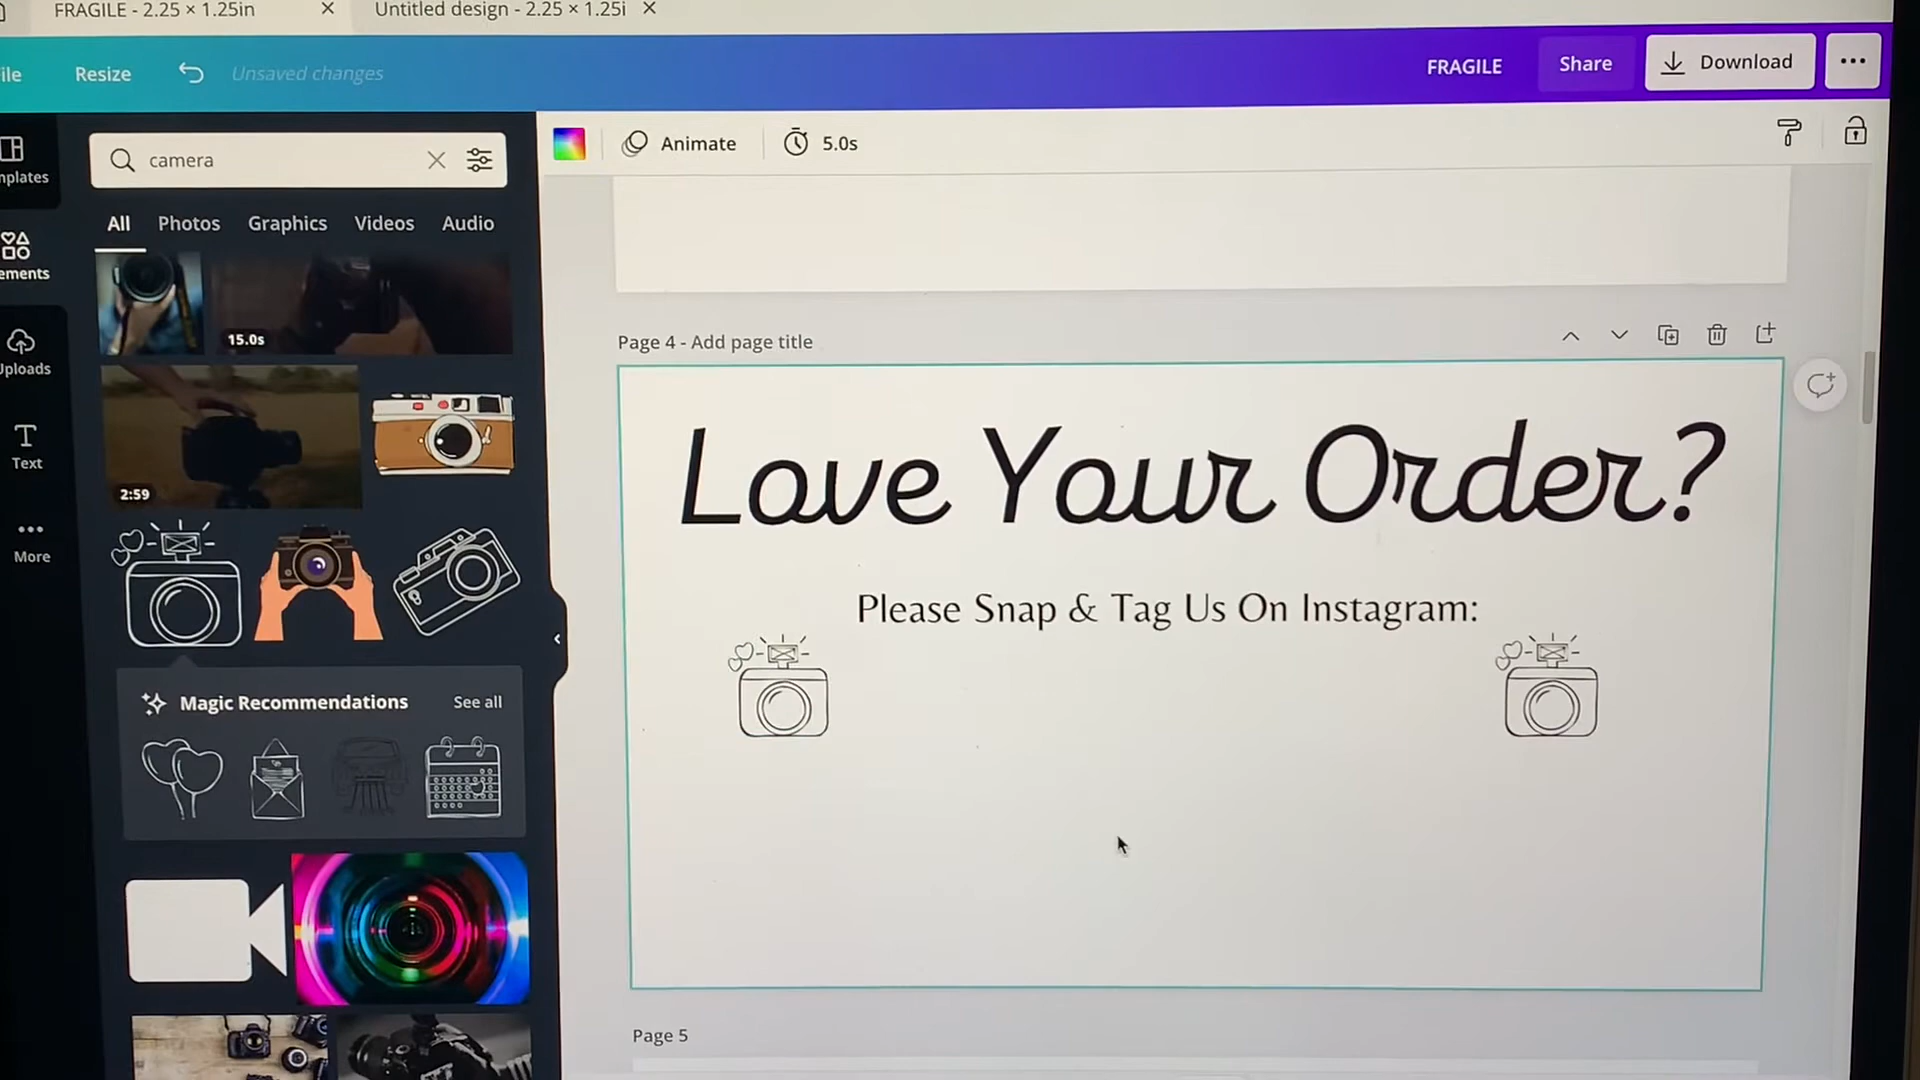 FRAGILE - 2.25 × 1.25in
Untitled design - 2.25 × 1.25i
ile
Resize
Unsaved changes
FRAGILE
Share
Download
mplates
ements
Uploads
Text
More
camera
All
Photos
Graphics
Videos
Audio
15.0s
2:59
Magic Recommendations
See all
Animate
5.0s
Page 4 - Add page title
Love Your Order?
Please Snap & Tag Us On Instagram:
Page 5